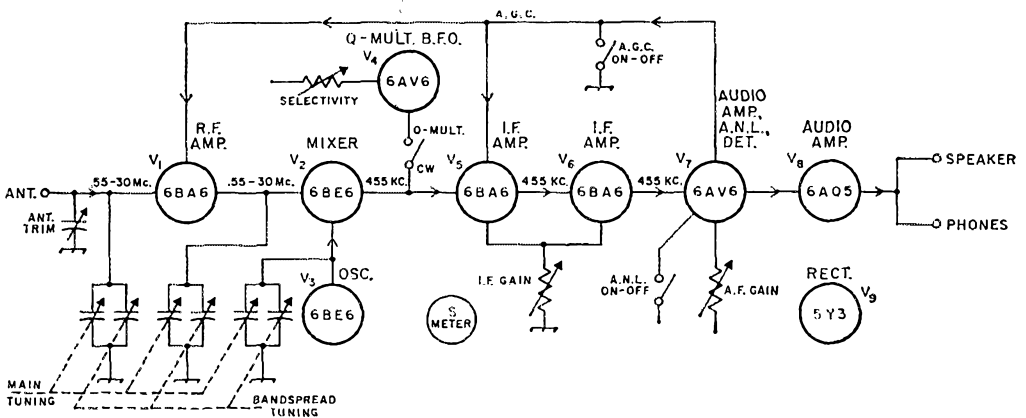 A.G.C.
Q-MULT. B.F.O.
V4
6AV6
SELECTIVITY
A.G.C.
ON-OFF
R.F.
AMP.
V1
6BA6
MIXER
V2
6BE6
Q-MULT.
CW
I.F.
AMP.
V5
6BA6
I.F.
AMP.
V6
6BA6
AUDIO
AMP,
A.N.L.,
DET.
V7
6AV6
AUDIO
AMP.
V8
6AQ5
SPEAKER
PHONES
ANT.
.55-30Mc.
.55-30Mc.
455 KC.
455 KC.
455 KC.
ANT.
TRIM
V3
OSC.
6BE6
S
METER
I.F. GAIN
A.N.L.
ON-OFF
A.F. GAIN
RECT.
V9
5Y3
MAIN
TUNING
BANDSPREAD
TUNING